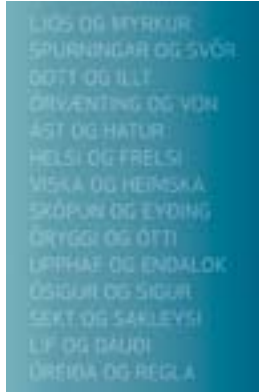 LJÓS OG MYRKUR
SPURNINGAR OG SVÖR
GOTT OG ILLT
ÖRVÆNTING OG VON
ÁST OG HATUR
HELSI OG FRELSI
VISKA OG HEIMSKA
SKÖPUN OG EYÐING
ÖRYGGI OG ÓTTI
UPPHAF OG ENDALOK
ÓSIGUR OG SIGUR
SEKT OG SAKLEYSI
LÍF OG DAUÐI
ÓREIÐA OG REGLA